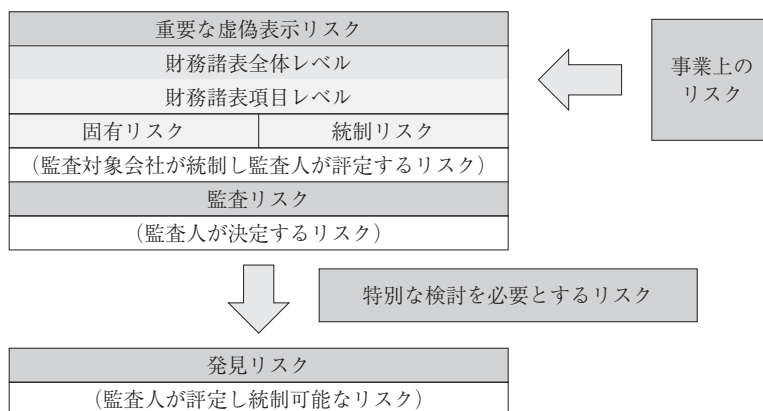 重要な虚偽表示リスク
財務諸表全体レベル
財務諸表項目レベル
固有リスク
統制リスク
(監査対象会社が統制し監査人が評定するリスク)
監査リスク
(監査人が決定するリスク)
事業上の
リスク
特別な検討を必要とするリスク
発見リスク
(監査人が評定し統制可能なリスク)